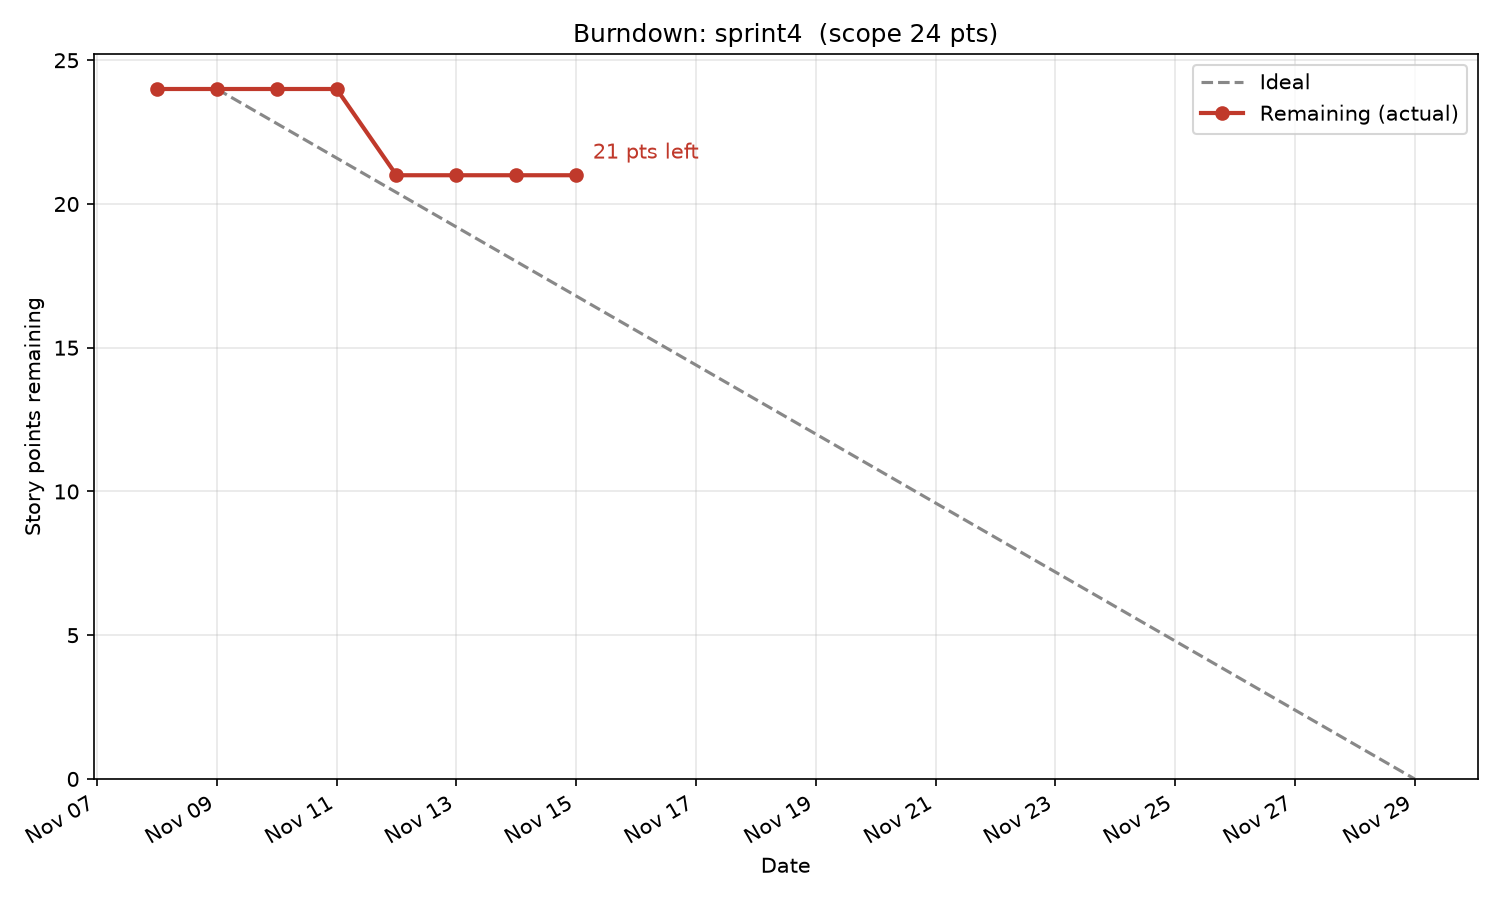 Burndown: sprint4  (scope 24 pts)
Ideal
Remaining (actual)
21 pts left
Story points remaining
25
20
15
10
5
0
Nov 07
Nov 09
Nov 11
Nov 13
Nov 15
Nov 17
Nov 19
Nov 21
Nov 23
Nov 25
Nov 27
Nov 29
Date